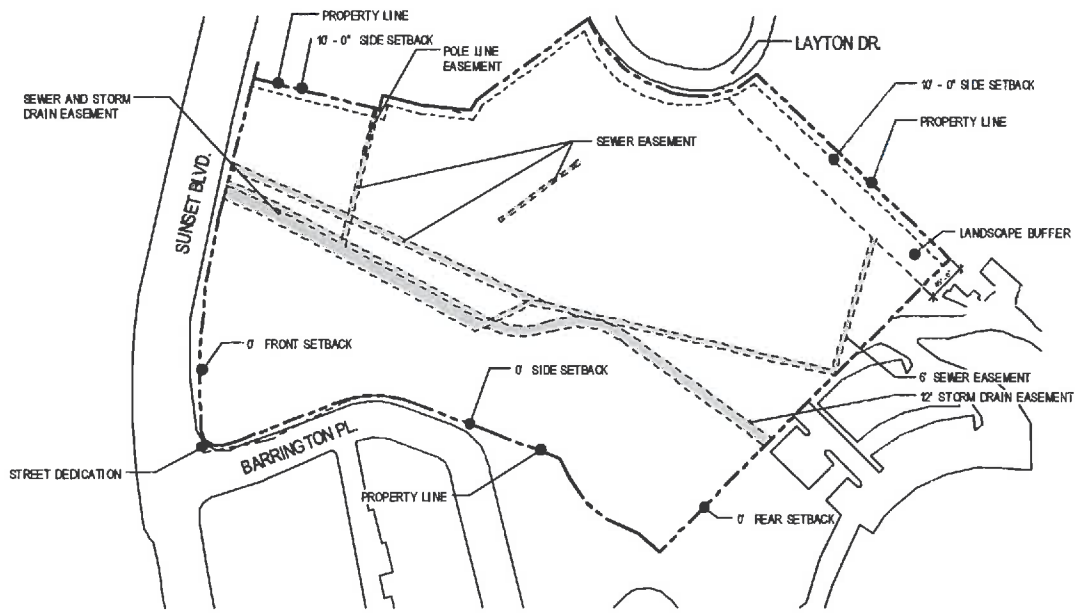 PROPERTY LINE
10' - 0" SIDE SETBACK
POLE LINE
EASEMENT
LAYTON DR.
10' - 0" SIDE SETBACK
SEWER AND STORM
DRAIN EASEMENT
PROPERTY LINE
SEWER EASEMENT
SUNSET BLVD.
LANDSCAPE BUFFER
0' FRONT SETBACK
0' SIDE SETBACK
6' SEWER EASEMENT
12' STORM DRAIN EASEMENT
BARRINGTON PL.
STREET DEDICATION
PROPERTY LINE
0' REAR SETBACK